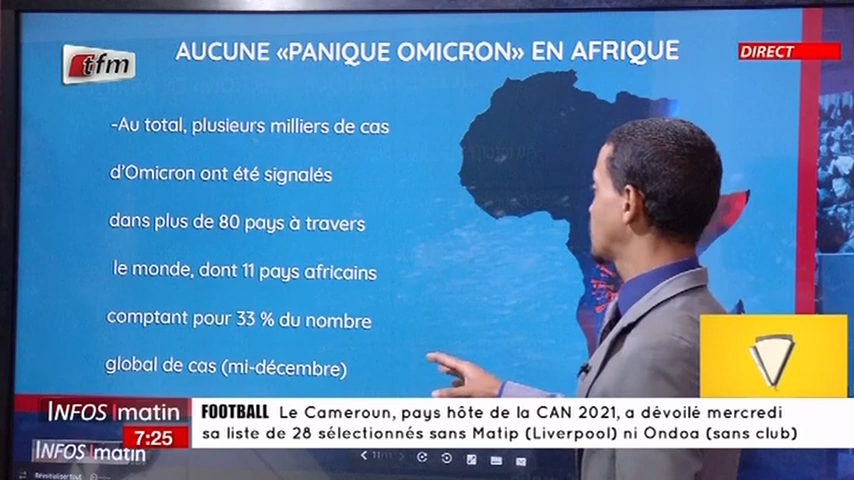 tfm
AUCUNE «PANIQUE OMICRON» EN AFRIQUE
DIRECT
-Au total, plusieurs milliers de cas
d'Omicron ont été signalés
dans plus de 80 pays à travers
le monde, dont 11 pays africains
comptant pour 33 % du nombre
global de cas (mi-décembre)
INFOS matin
7:25
FOOTBALL Le Cameroun, pays hôte de la CAN 2021, a dévoilé mercredi
sa liste de 28 sélectionnés sans Matip (Liverpool) ni Ondoa (sans club)
INFOS matin
Réinitialiser tout